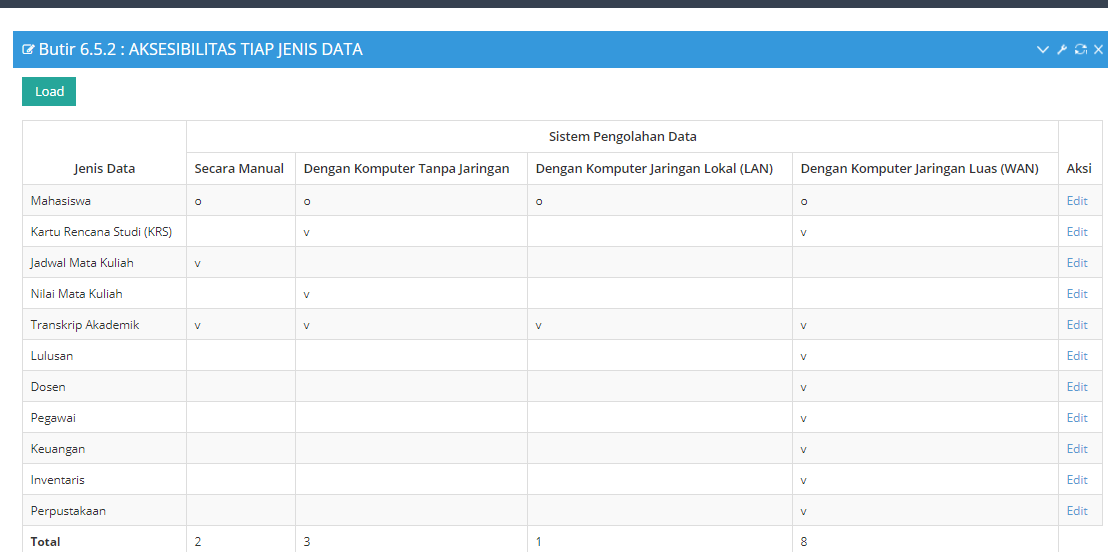 Butir 6.5.2 : AKSESIBILITAS TIAP JENIS DATA
Load
Sistem Pengolahan Data
Jenis Data Secara Manual Dengan Komputer Tanpa Jaringan Dengan Komputer Jaringan Lokal (LAN) Dengan Komputer Jaringan Luas (WAN) Aksi
Mahasiswa o o o o Edit
Kartu Rencana Studi (KRS) v v Edit
Jadwal Mata Kuliah v Edit
Nilai Mata Kuliah v Edit
Transkrip Akademik v v v v Edit
Lulusan v Edit
Dosen v Edit
Pegawai v Edit
Keuangan v Edit
Inventaris v Edit
Perpustakaan v Edit
Total 2 3 1 8